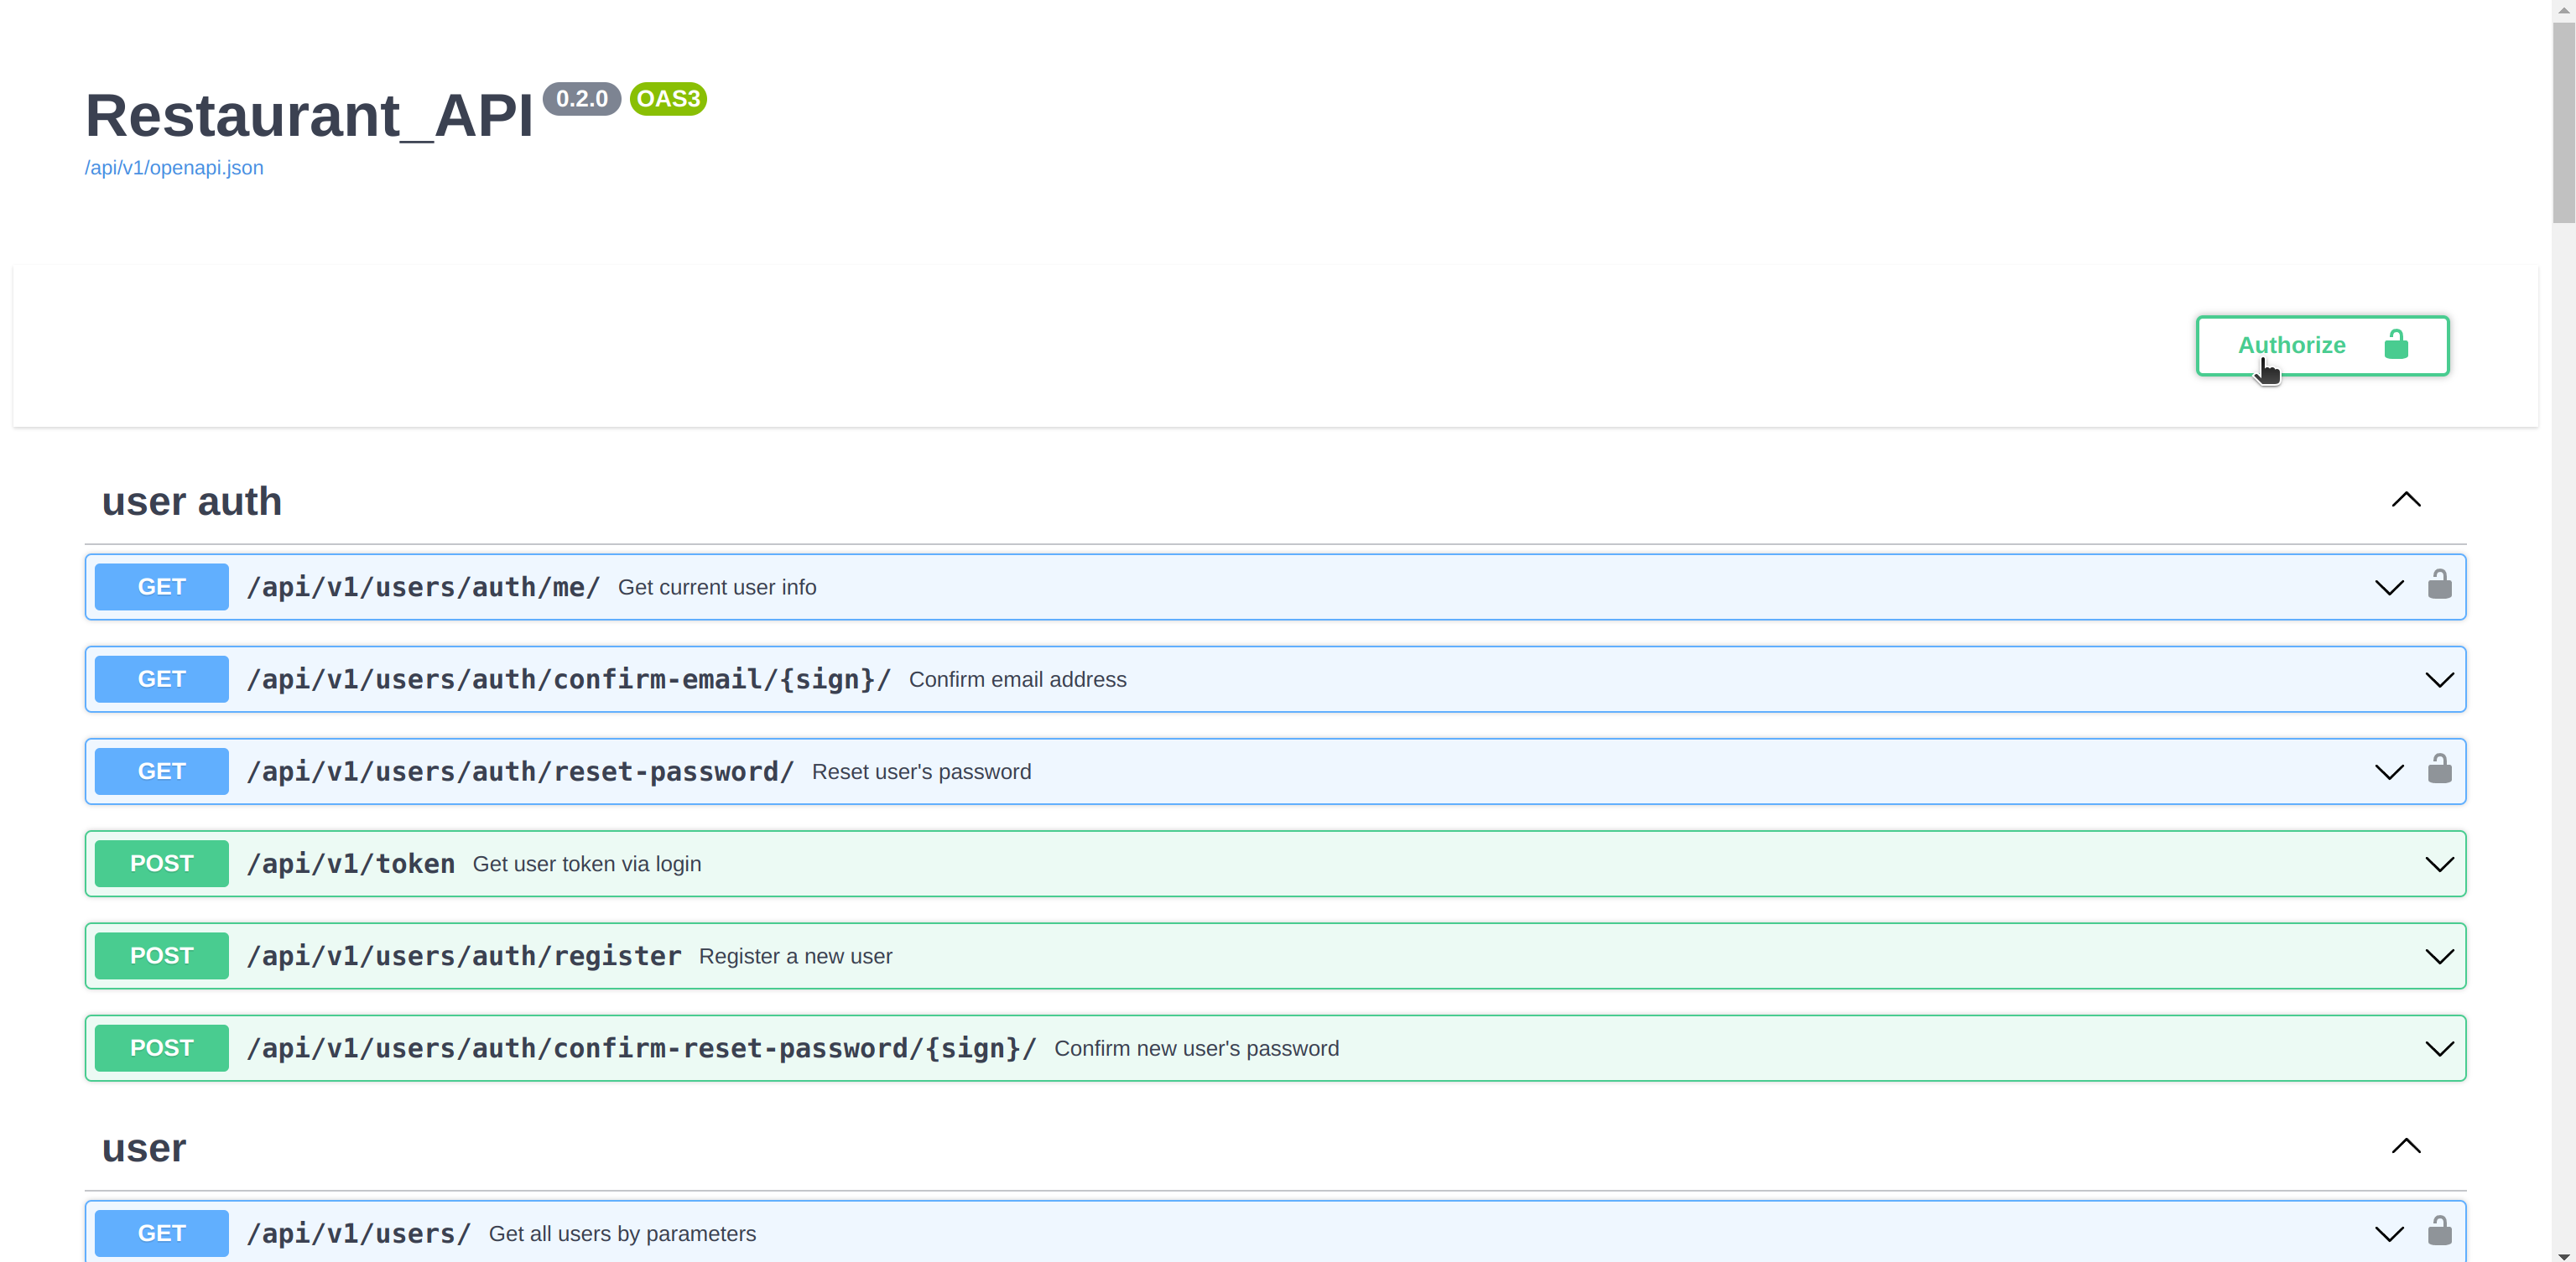 Restaurant_API 0.2.0 OAS3
/api/v1/openapi.json
Authorize
user auth
GET /api/v1/users/auth/me/ Get current user info
GET /api/v1/users/auth/confirm-email/{sign}/ Confirm email address
GET /api/v1/users/auth/reset-password/ Reset user's password
POST /api/v1/token Get user token via login
POST /api/v1/users/auth/register Register a new user
POST /api/v1/users/auth/confirm-reset-password/{sign}/ Confirm new user's password
user
GET /api/v1/users/ Get all users by parameters